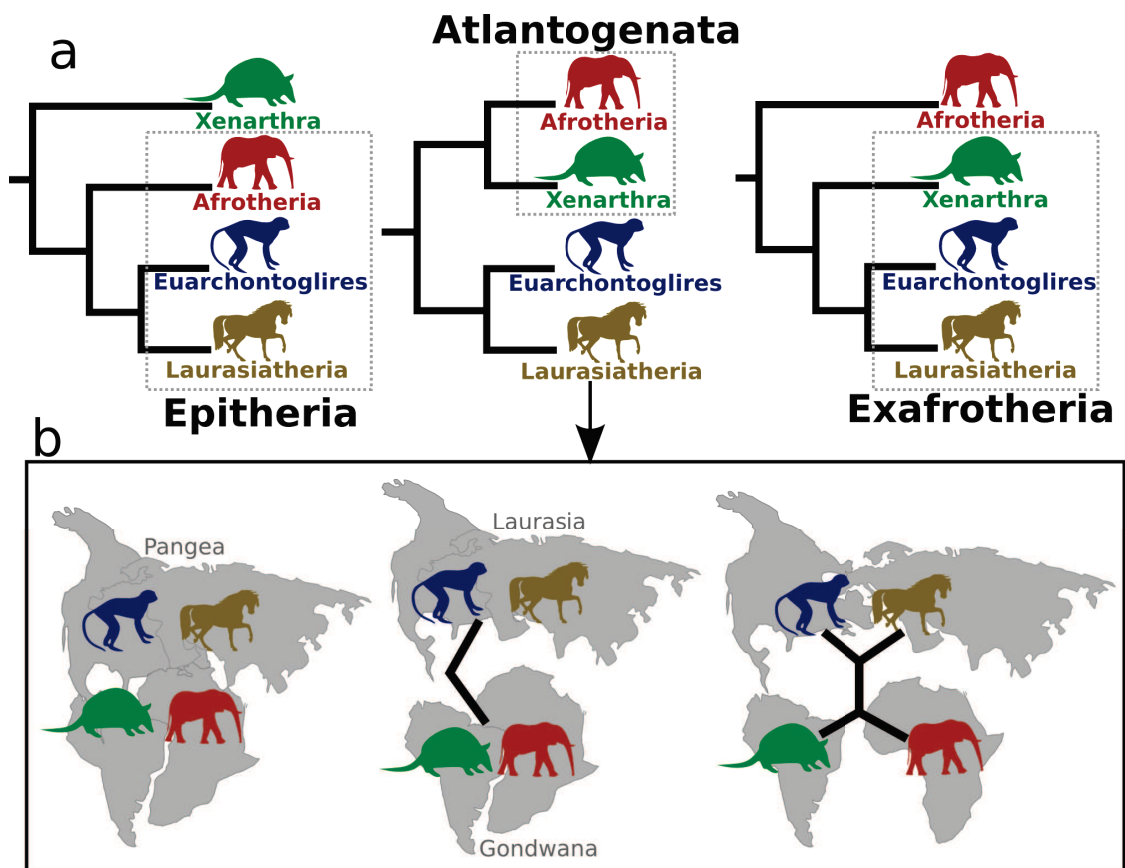 a
Xenarthra
Afrotheria
Euarchontoglires
Laurasiatheria
Epitheria
Atlantogenata
Afrotheria
Xenarthra
Euarchontoglires
Laurasiatheria
Afrotheria
Xenarthra
Euarchontoglires
Laurasiatheria
Exafrotheria
b
Pangea
Laurasia
Gondwana